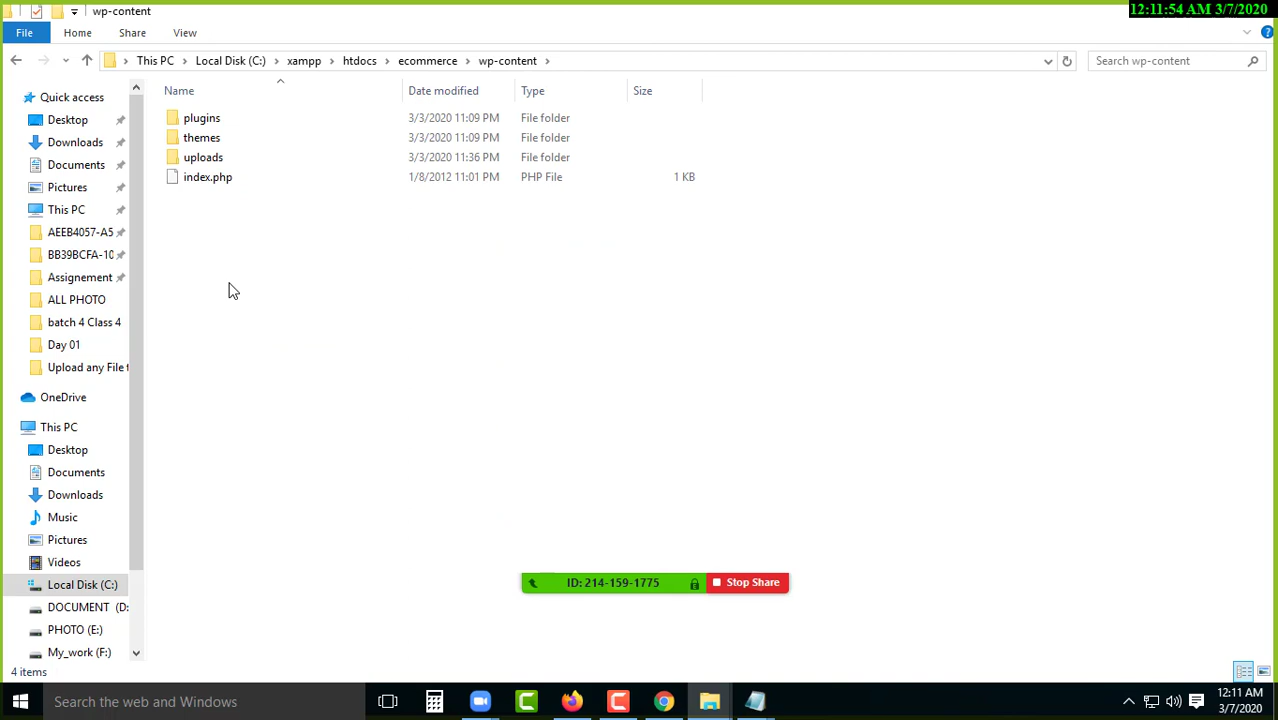 wp-content
12:11:54 AM 3/7/2020
File Home Share View
This PC Local Disk (C:) xampp htdocs ecommerce wp-content
Search wp-content
Name Date modified Type Size
plugins 3/3/2020 11:09 PM File folder
themes 3/3/2020 11:09 PM File folder
uploads 3/3/2020 11:36 PM File folder
index.php 1/8/2012 11:01 PM PHP File 1 KB
Quick access
Desktop
Downloads
Documents
Pictures
This PC
AEEB4057-A5
BB39BCFA-10
Assignement
ALL PHOTO
batch 4 Class 4
Day 01
Upload any File t
OneDrive
This PC
Desktop
Documents
Downloads
Music
Pictures
Videos
Local Disk (C:)
DOCUMENT (D:
PHOTO (E:)
My_work (F:)
ID: 214-159-1775 Stop Share
4 items
Search the web and Windows
12:11 AM
3/7/2020